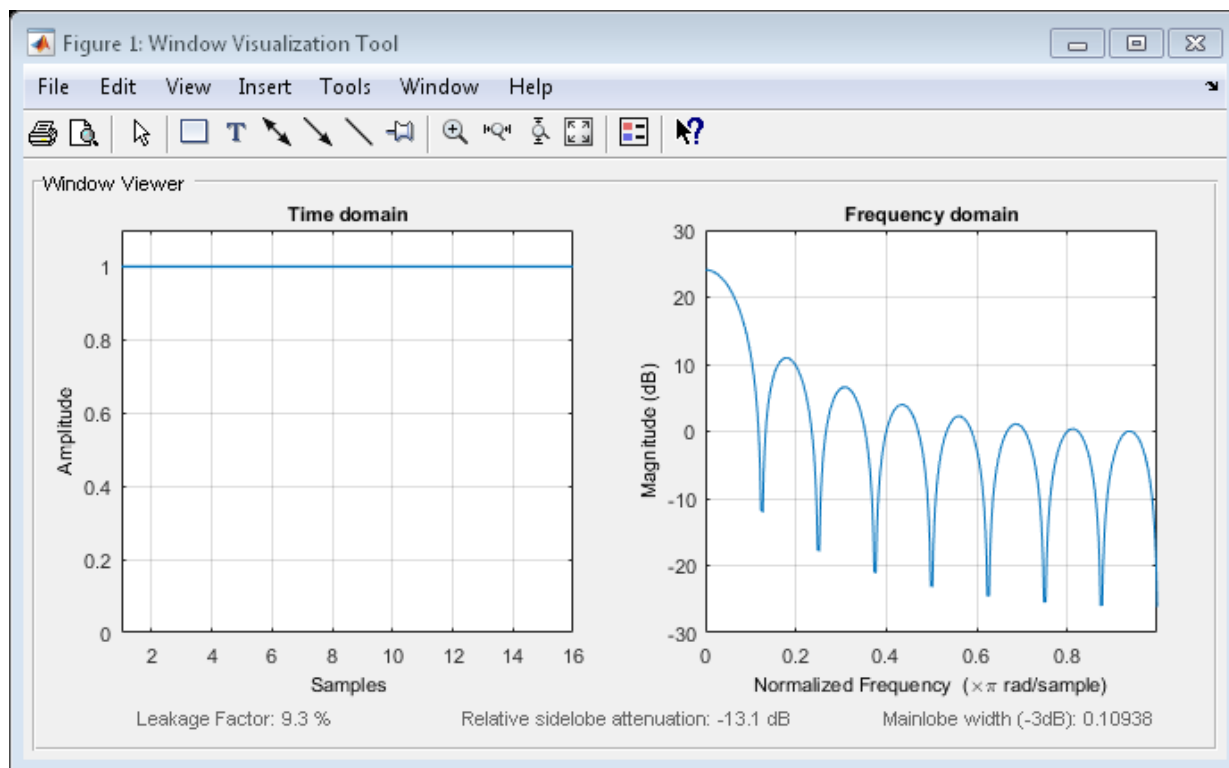 Figure 1: Window Visualization Tool
File Edit View Insert Tools Window Help
T ?
Window Viewer
Time domain
1
0.8
0.6
0.4
0.2
0
Amplitude
2 4 6 8 10 12 14 16
Samples
Frequency domain
30
20
10
0
-10
-20
-30
Magnitude (dB)
0 0.2 0.4 0.6 0.8
Normalized Frequency (×π rad/sample)
Leakage Factor: 9.3 % Relative sidelobe attenuation: -13.1 dB Mainlobe width (-3dB): 0.10938